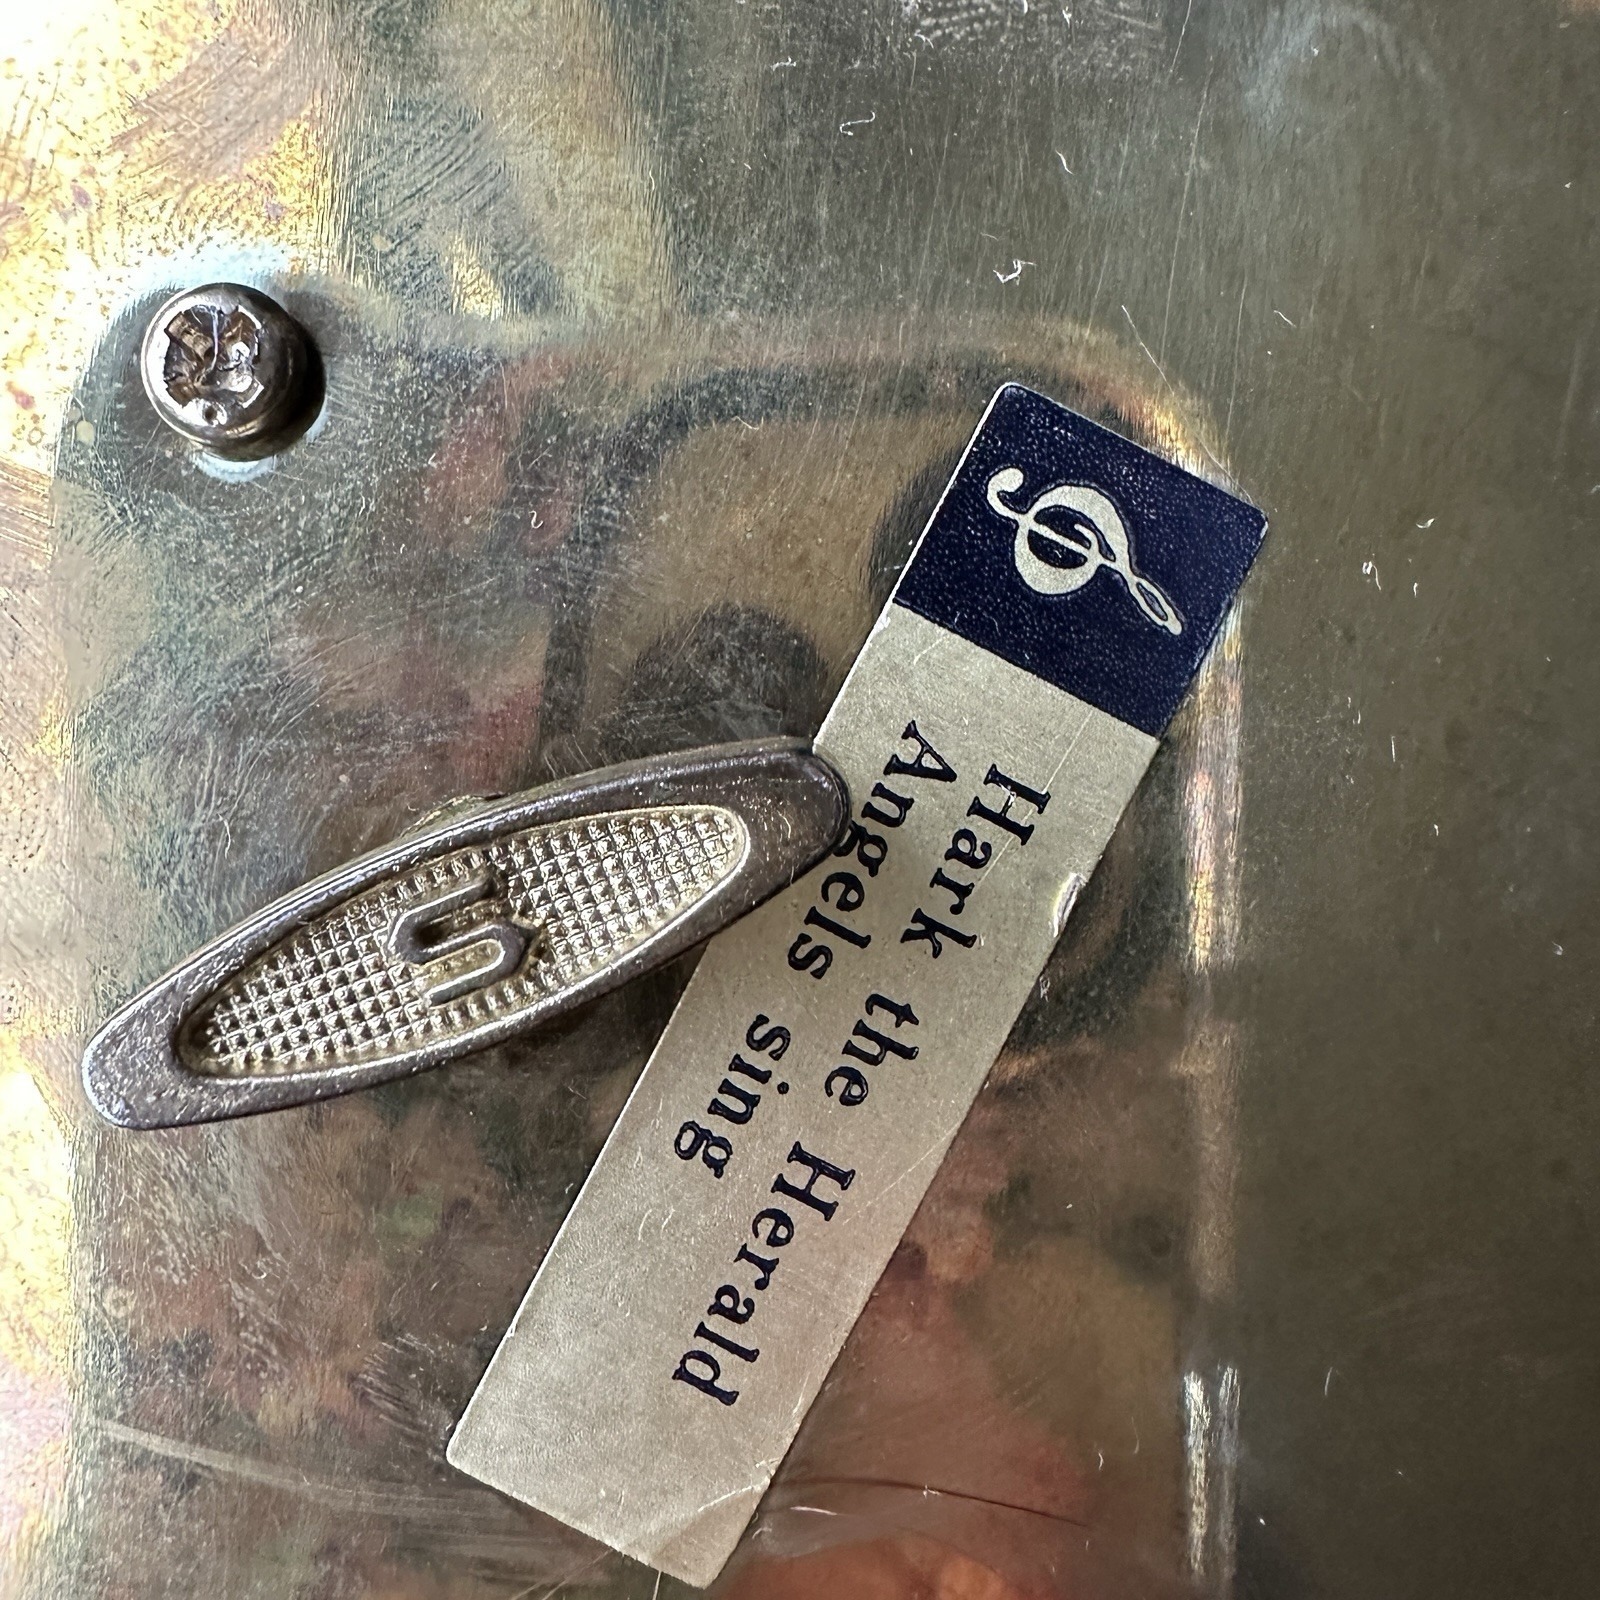 Hark the Herald
Angels sing
S